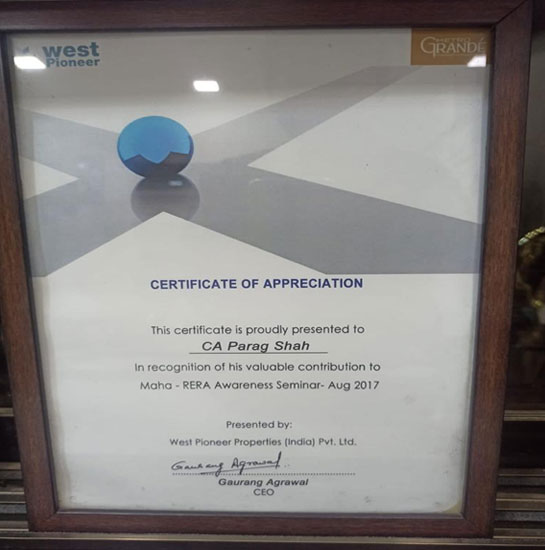 west
Pioneer
METRO
GRANDÉ
CERTIFICATE OF APPRECIATION
This certificate is proudly presented to
CA Parag Shah
In recognition of his valuable contribution to
Maha - RERA Awareness Seminar- Aug 2017
Presented by:
West Pioneer Properties (India) Pvt. Ltd.
Gaurang Agrawal
Gaurang Agrawal
CEO